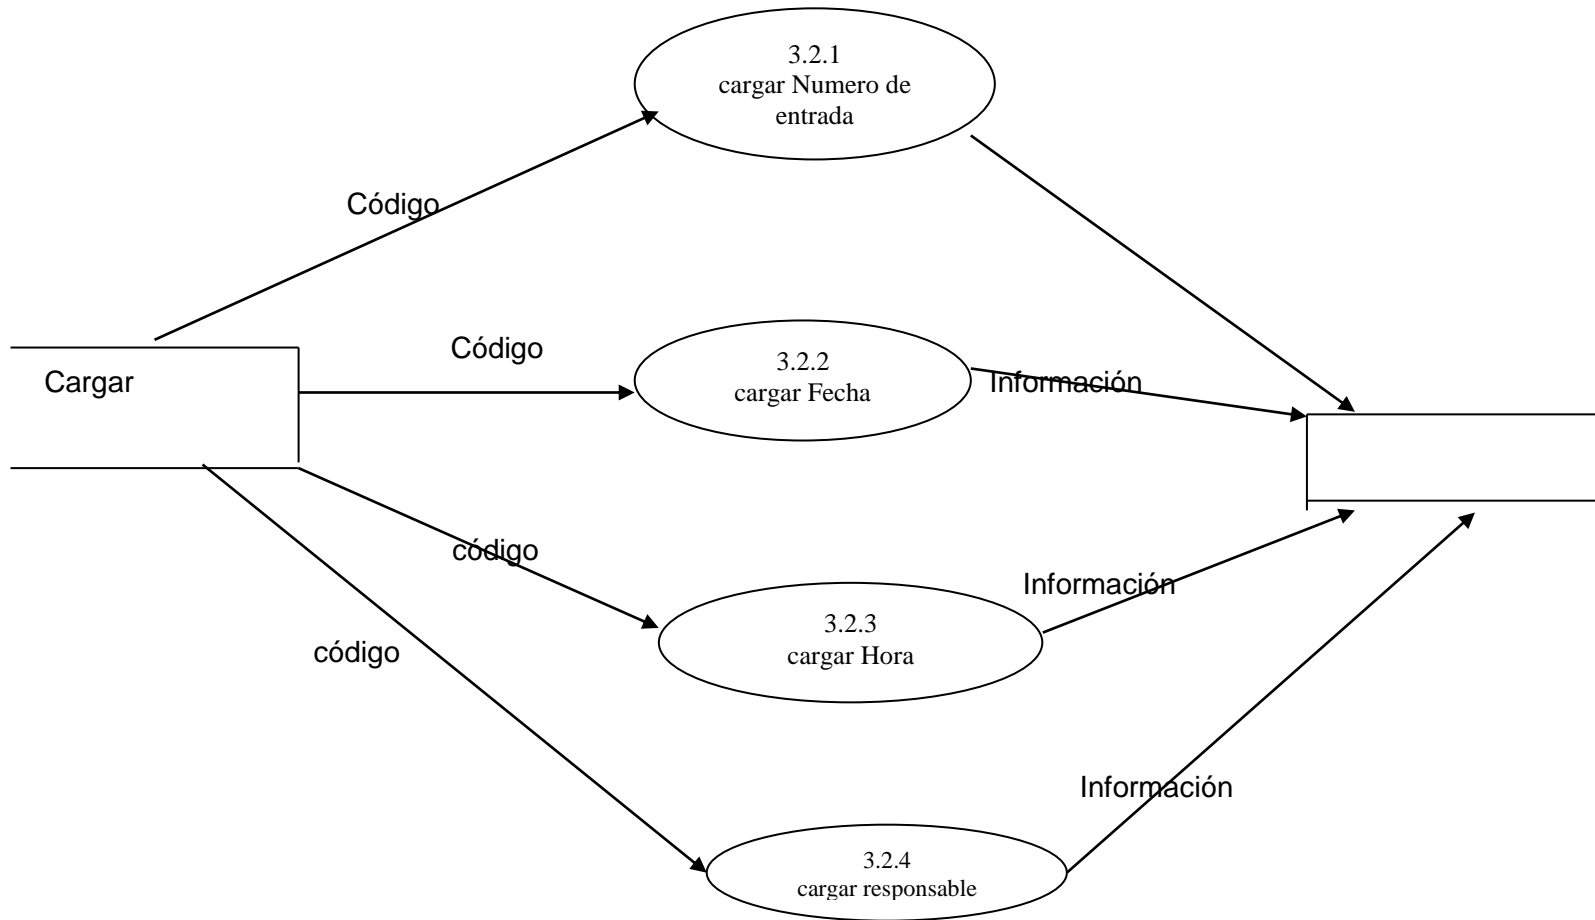 3.2.1
cargar Numero de
entrada
Código
Código
Cargar
3.2.2
cargar Fecha
Información
código
Información
3.2.3
cargar Hora
código
Información
3.2.4
cargar responsable